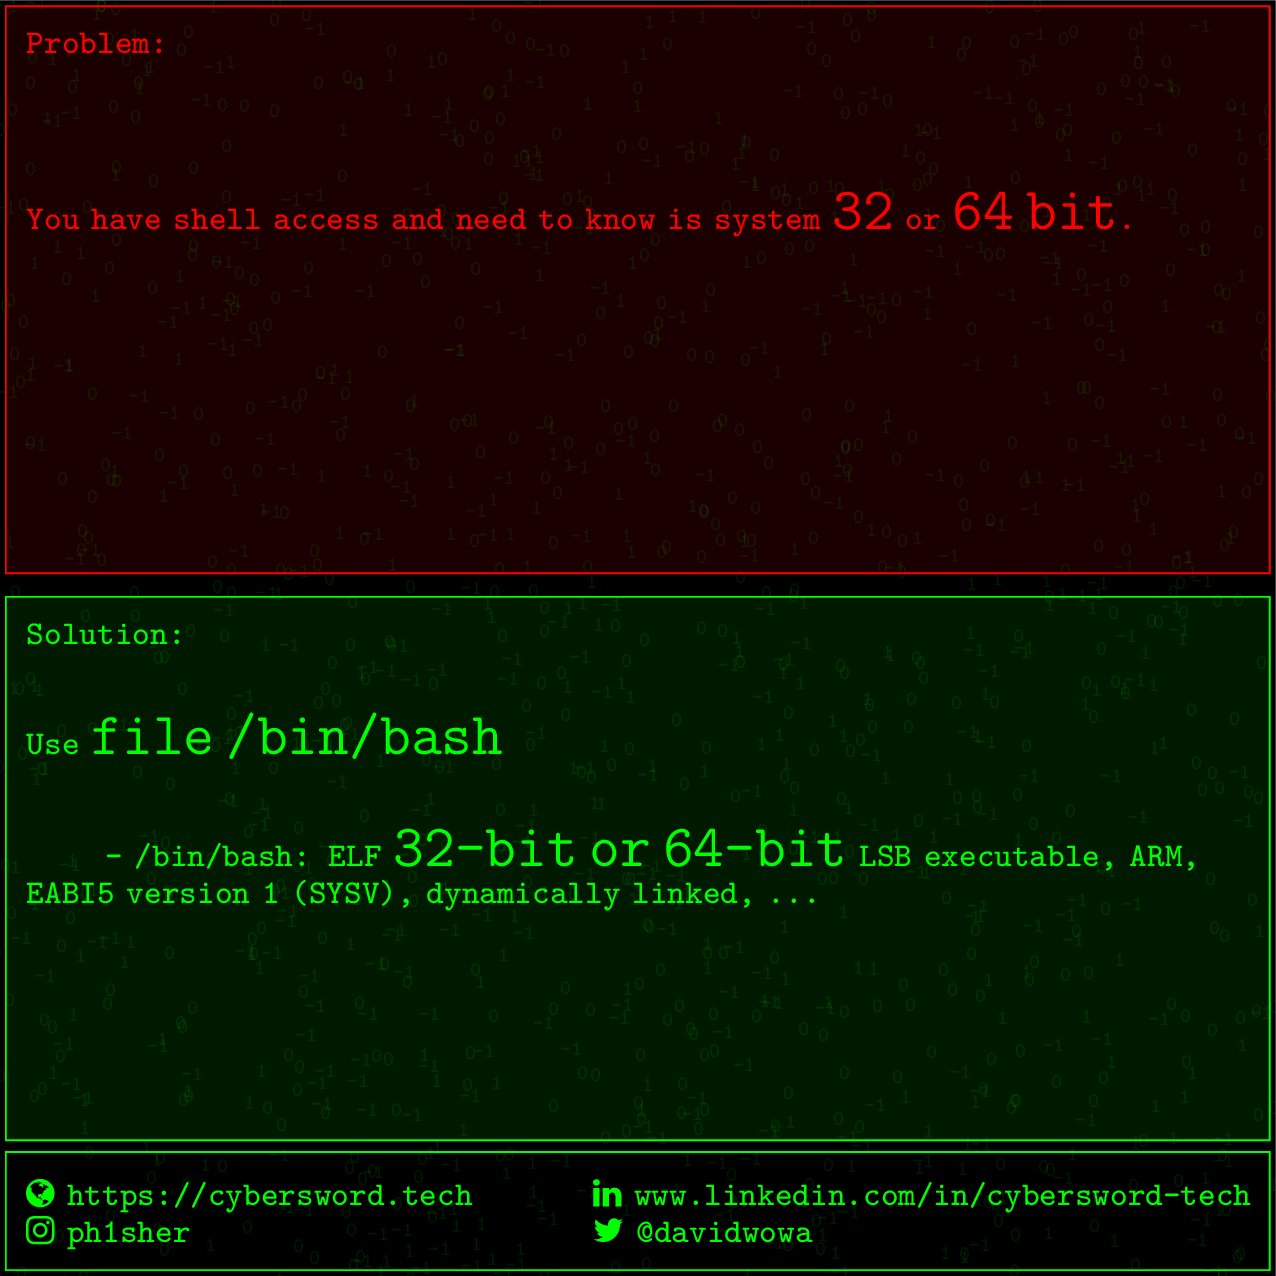 Problem:
You have shell access and need to know is system 32 or 64 bit.
Solution:
Use file /bin/bash
- /bin/bash: ELF 32-bit or 64-bit LSB executable, ARM,
EABI5 version 1 (SYSV), dynamically linked, ...
https://cybersword.tech
www.linkedin.com/in/cybersword-tech
ph1sher
@davidwowa